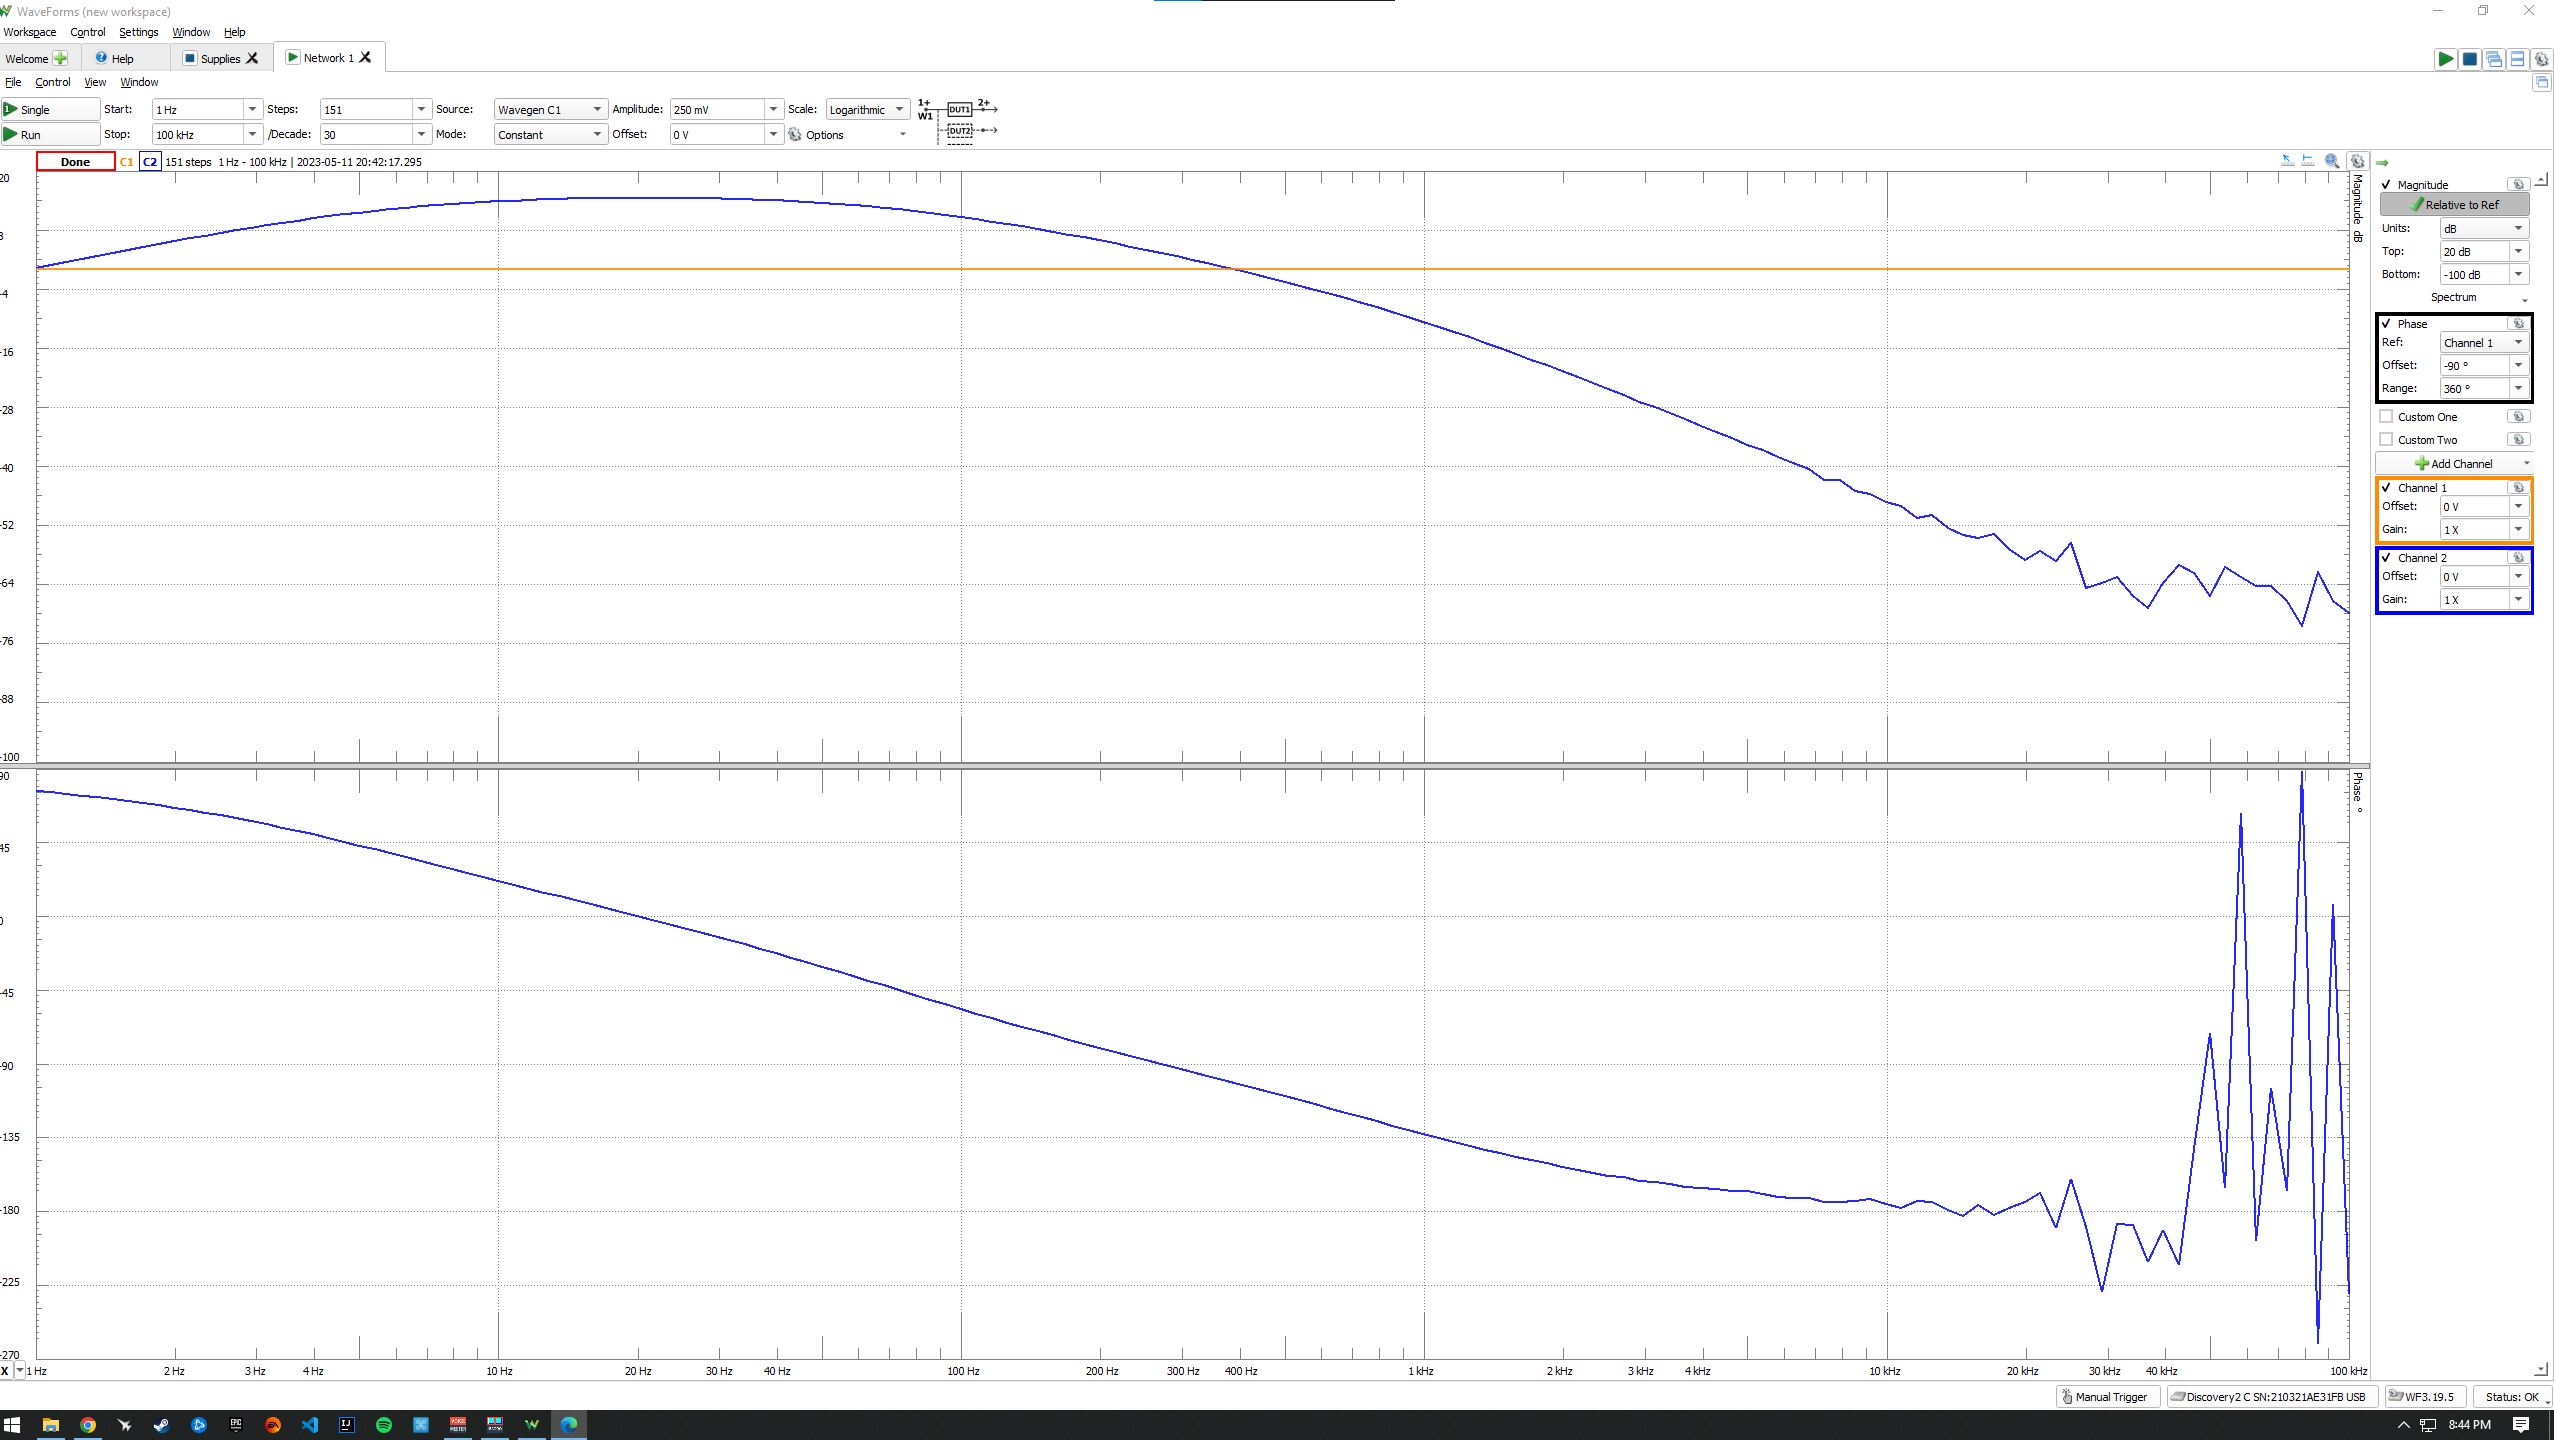 WaveForms (new workspace)
Workspace Control Settings Window Help
Welcome Help Supplies Network 1
File Control View Window
Single Start: 1 Hz Steps: 151 Source: Wavegen C1 Amplitude: 250 mV Scale: Logarithmic 1+ W1 DUT1 2+
Run Stop: 100 kHz /Decade: 30 Mode: Constant Offset: 0 V Options DUT2
Done C1 C2 151 steps 1 Hz - 100 kHz | 2023-05-11 20:42:17.295
20
8
-4
-16
-28
-40
-52
-64
-76
-88
-100
Magnitude dB
90
45
0
-45
-90
-135
-180
-225
-270
Phase °
X 1 Hz 2 Hz 3 Hz 4 Hz 10 Hz 20 Hz 30 Hz 40 Hz 100 Hz 200 Hz 300 Hz 400 Hz 1 kHz 2 kHz 3 kHz 4 kHz 10 kHz 20 kHz 30 kHz 40 kHz 100 kHz
Magnitude
Relative to Ref
Units: dB
Top: 20 dB
Bottom: -100 dB
Spectrum
Phase
Ref: Channel 1
Offset: -90 °
Range: 360 °
Custom One
Custom Two
Add Channel
Channel 1
Offset: 0 V
Gain: 1 X
Channel 2
Offset: 0 V
Gain: 1 X
Manual Trigger Discovery2 C SN:210321AE31FB USB WF3.19.5 Status: OK
EPIC EA IJ 8:44 PM